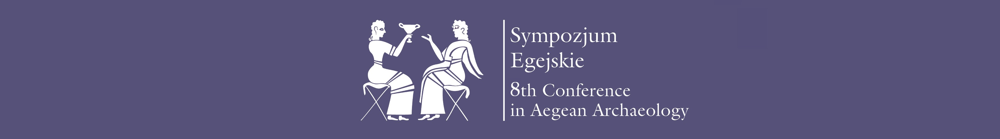 Sympozjum
Egejskie
8th Conference
in Aegean Archaeology